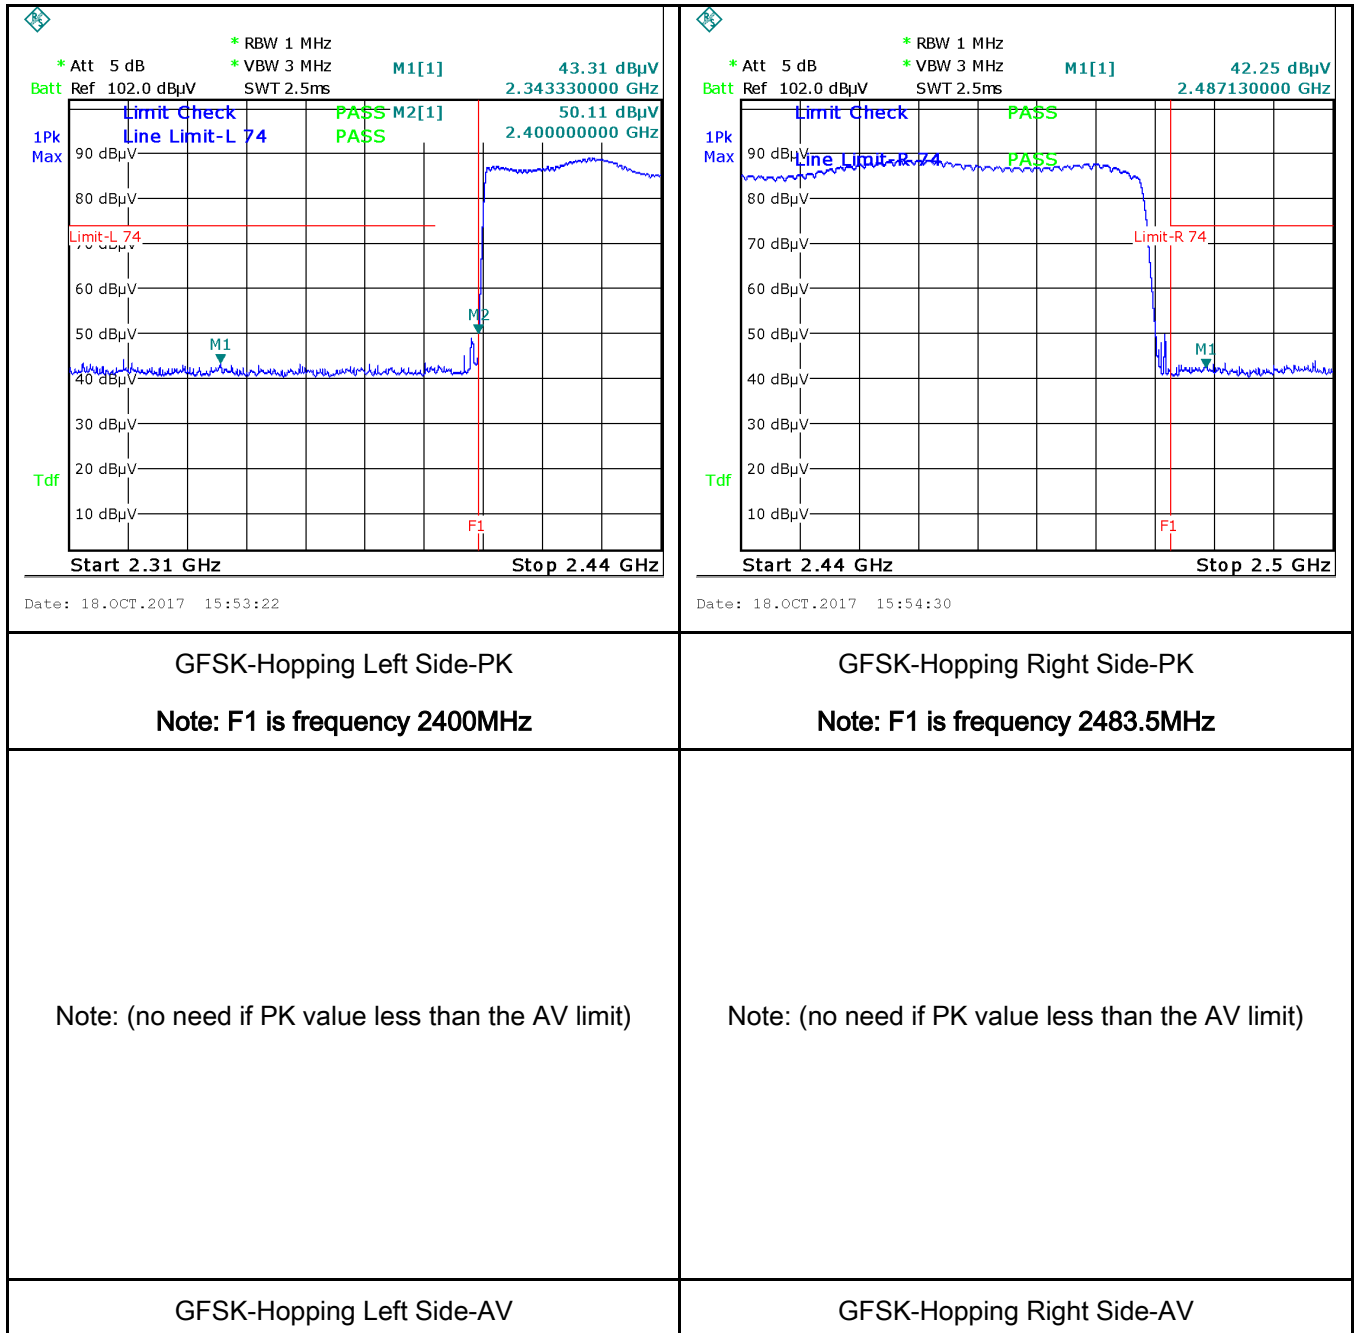 * RBW 1 MHz
* Att 5 dB * VBW 3 MHz M1[1] 43.31 dBµV
Batt Ref 102.0 dBµV SWT 2.5ms 2.343330000 GHz
Limit Check PASS M2[1] 50.11 dBµV
1Pk Line Limit-L 74 PASS 2.400000000 GHz
Max 90 dBµV
80 dBµV
Limit-L 74
70 dBµV
60 dBµV
M2
50 dBµV
M1
40 dBµV
30 dBµV
20 dBµV
Tdf
10 dBµV
F1
Start 2.31 GHz Stop 2.44 GHz
Date: 18.OCT.2017 15:53:22
* RBW 1 MHz
* Att 5 dB * VBW 3 MHz M1[1] 42.25 dBµV
Batt Ref 102.0 dBµV SWT 2.5ms 2.487130000 GHz
Limit Check PASS
1Pk
Max 90 dBµV Line Limit-R 74 PASS
80 dBµV
Limit-R 74
70 dBµV
60 dBµV
50 dBµV
M1
40 dBµV
30 dBµV
20 dBµV
Tdf
10 dBµV
F1
Start 2.44 GHz Stop 2.5 GHz
Date: 18.OCT.2017 15:54:30
GFSK-Hopping Left Side-PK
Note: F1 is frequency 2400MHz
GFSK-Hopping Right Side-PK
Note: F1 is frequency 2483.5MHz
Note: (no need if PK value less than the AV limit)
Note: (no need if PK value less than the AV limit)
GFSK-Hopping Left Side-AV
GFSK-Hopping Right Side-AV